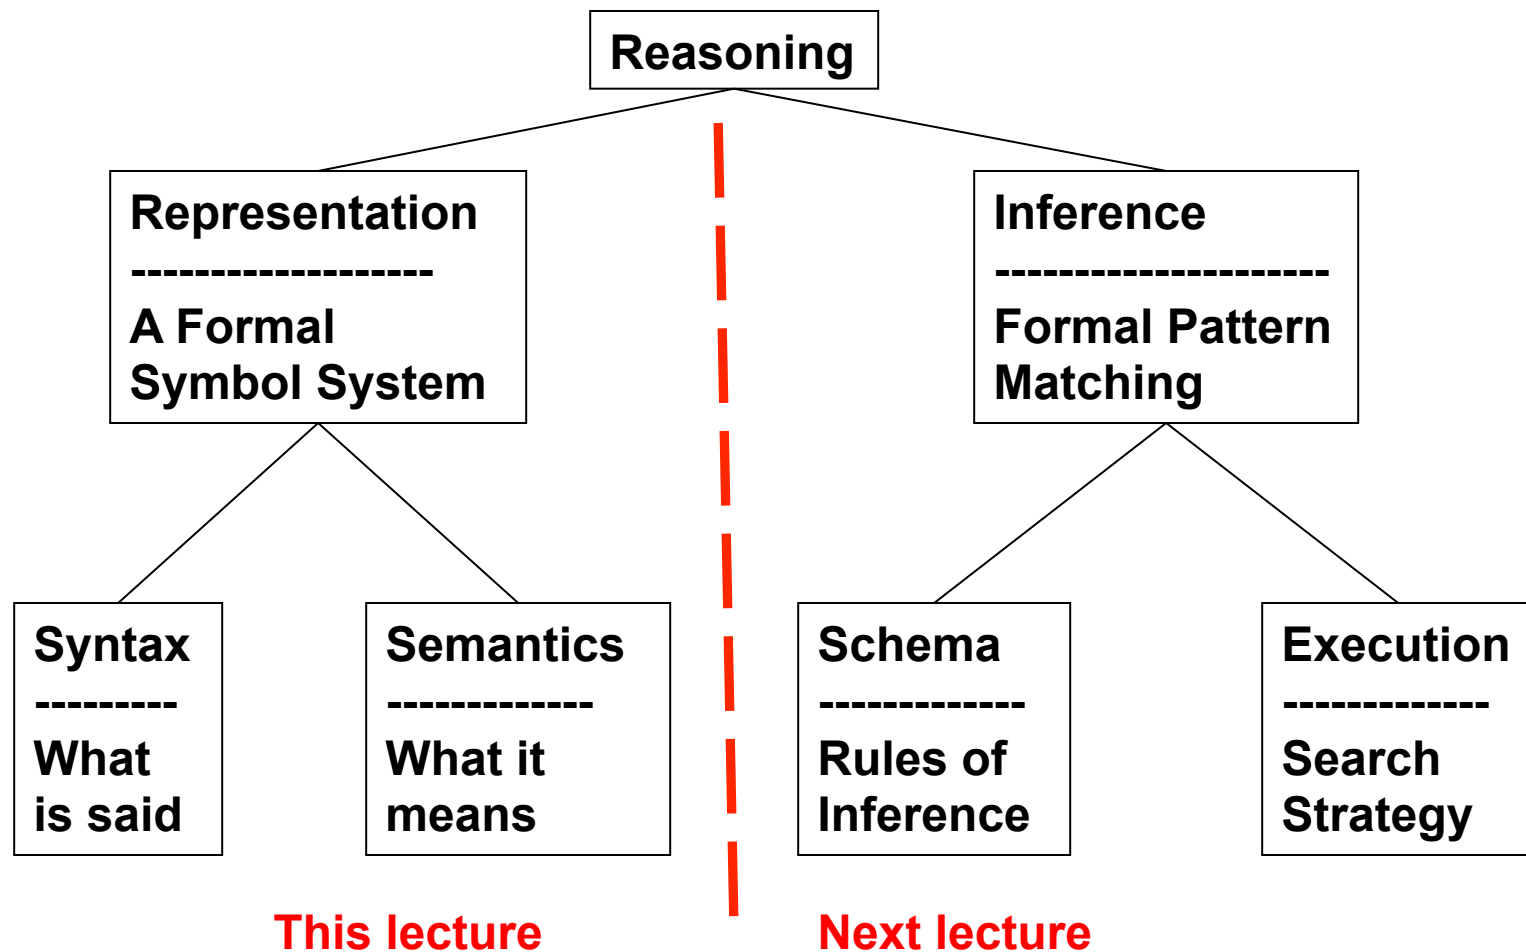 Reasoning
Representation
-------------------
A Formal
Symbol System
Inference
---------------------
Formal Pattern
Matching
Syntax
---------
What
is said
Semantics
-------------
What it
means
Schema
-------------
Rules of
Inference
Execution
-------------
Search
Strategy
This lecture
Next lecture